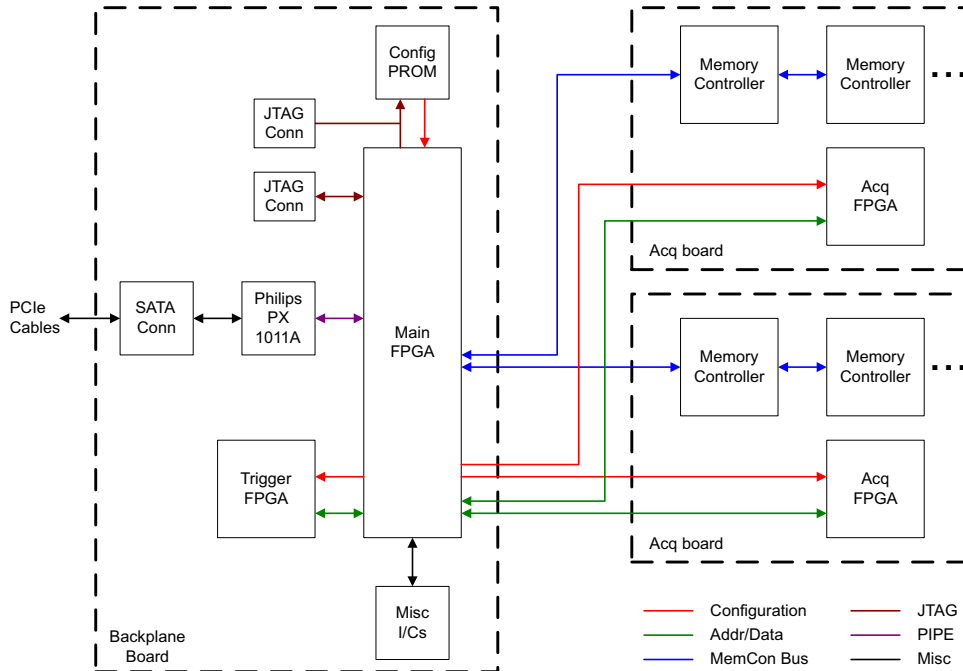 Config
PROM
JTAG
Conn
JTAG
Conn
PCIe
Cables
SATA
Conn
Philips
PX
1011A
Main
FPGA
Trigger
FPGA
Misc
I/Cs
Backplane
Board
Memory
Controller
Memory
Controller
...
Acq
FPGA
Acq board
Memory
Controller
Memory
Controller
...
Acq
FPGA
Acq board
Configuration
Addr/Data
MemCon Bus
JTAG
PIPE
Misc